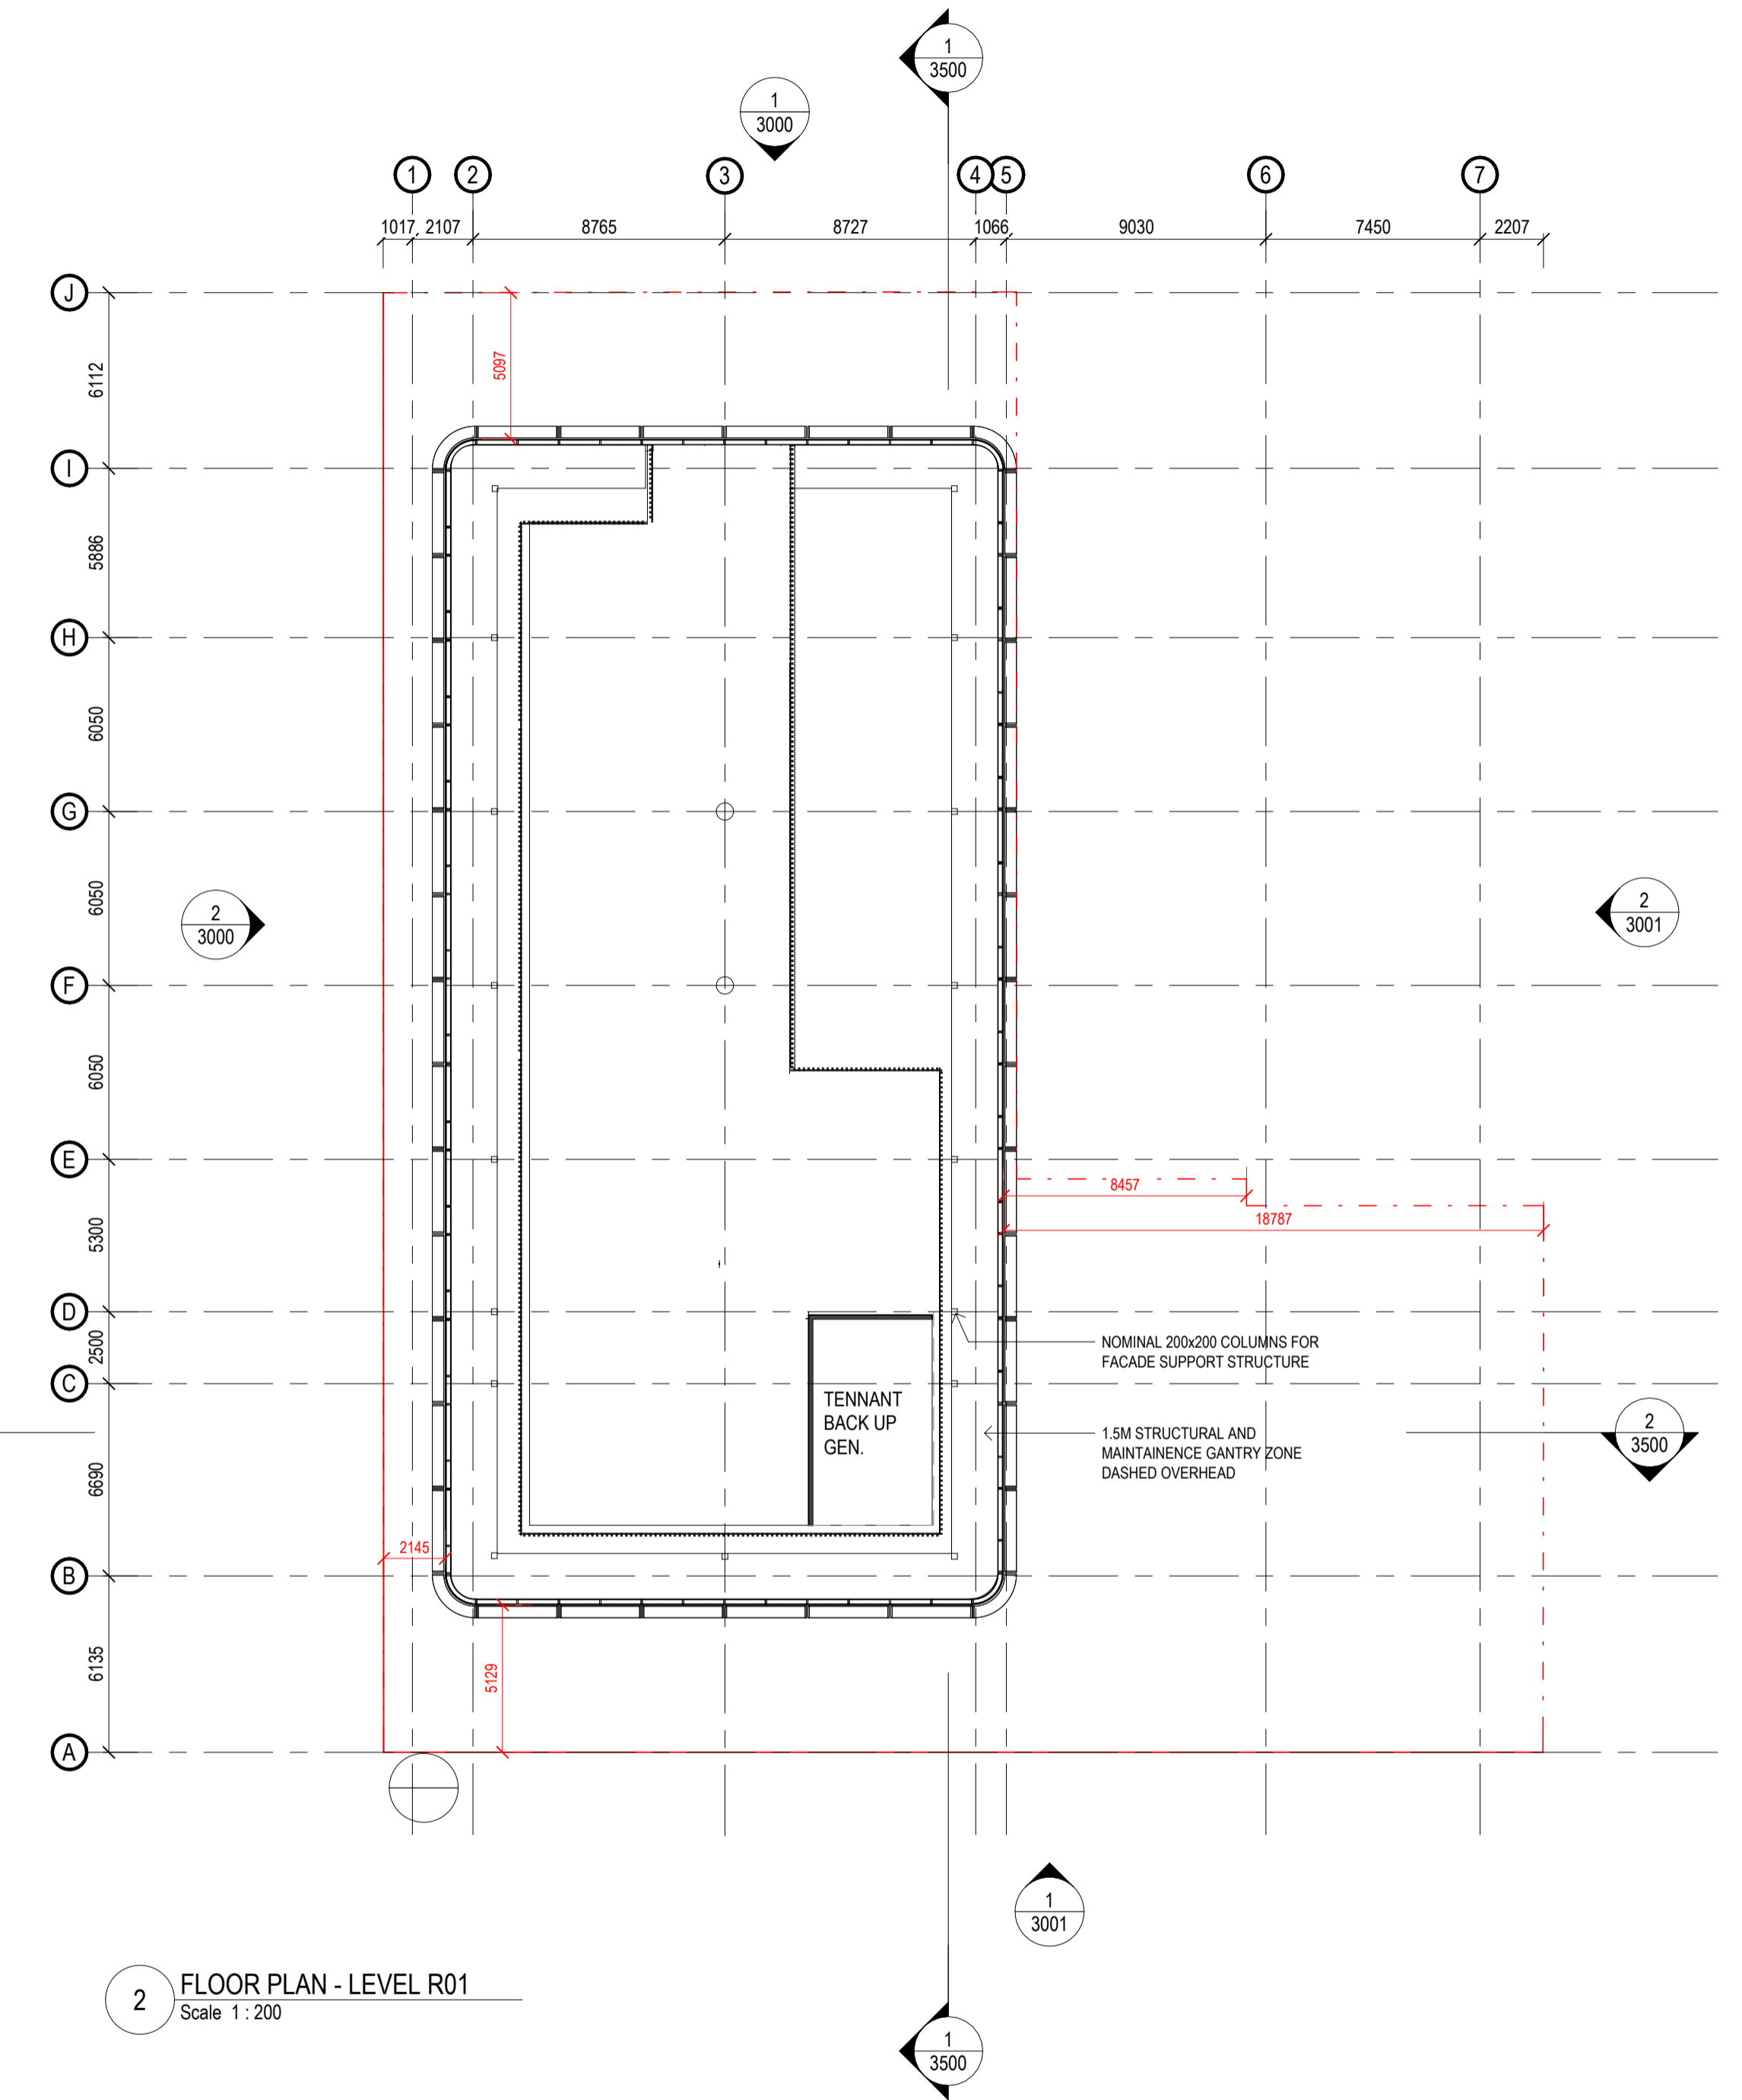 1
3500
1
3000
1
2
3
4
5
6
7
1017
2107
8765
8727
1066
9030
7450
2207
J
6112
5097
I
5886
H
6050
G
6050
2
3000
2
3001
F
6050
E
8457
5300
18787
D
2500
NOMINAL 200x200 COLUMNS FOR
FACADE SUPPORT STRUCTURE
C
TENNANT
BACK UP
GEN.
1.5M STRUCTURAL AND
MAINTAINENCE GANTRY ZONE
DASHED OVERHEAD
2
3500
6690
2145
B
6135
5129
A
1
3001
2
FLOOR PLAN - LEVEL R01
Scale 1 : 200
1
3500